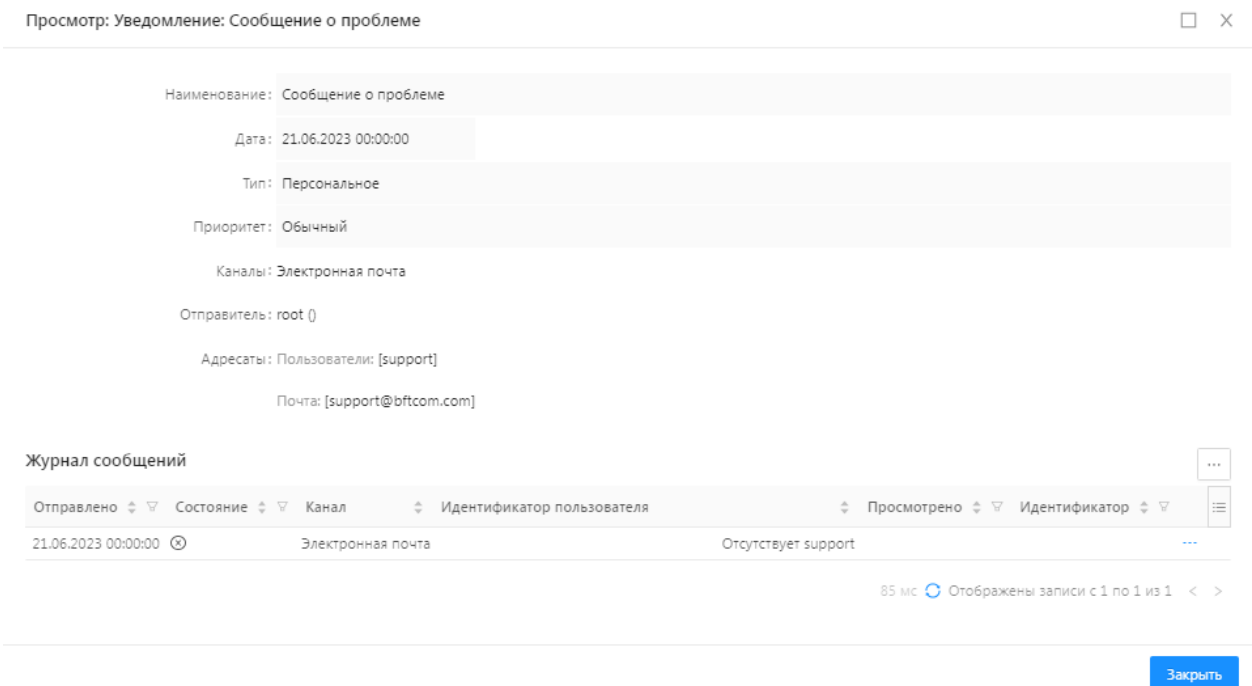 Просмотр: Уведомление: Сообщение о проблеме
Наименование: Сообщение о проблеме
Дата: 21.06.2023 00:00:00
Тип: Персональное
Приоритет: Обычный
Каналы: Электронная почта
Отправитель: root ()
Адресаты: Пользователи: [support]
Почта: [support@bftcom.com]
Журнал сообщений
Отправлено Состояние Канал Идентификатор пользователя Просмотрено Идентификатор
21.06.2023 00:00:00 Электронная почта Отсутствует support
85 мс Отображены записи с 1 по 1 из 1 < >
Закрыть